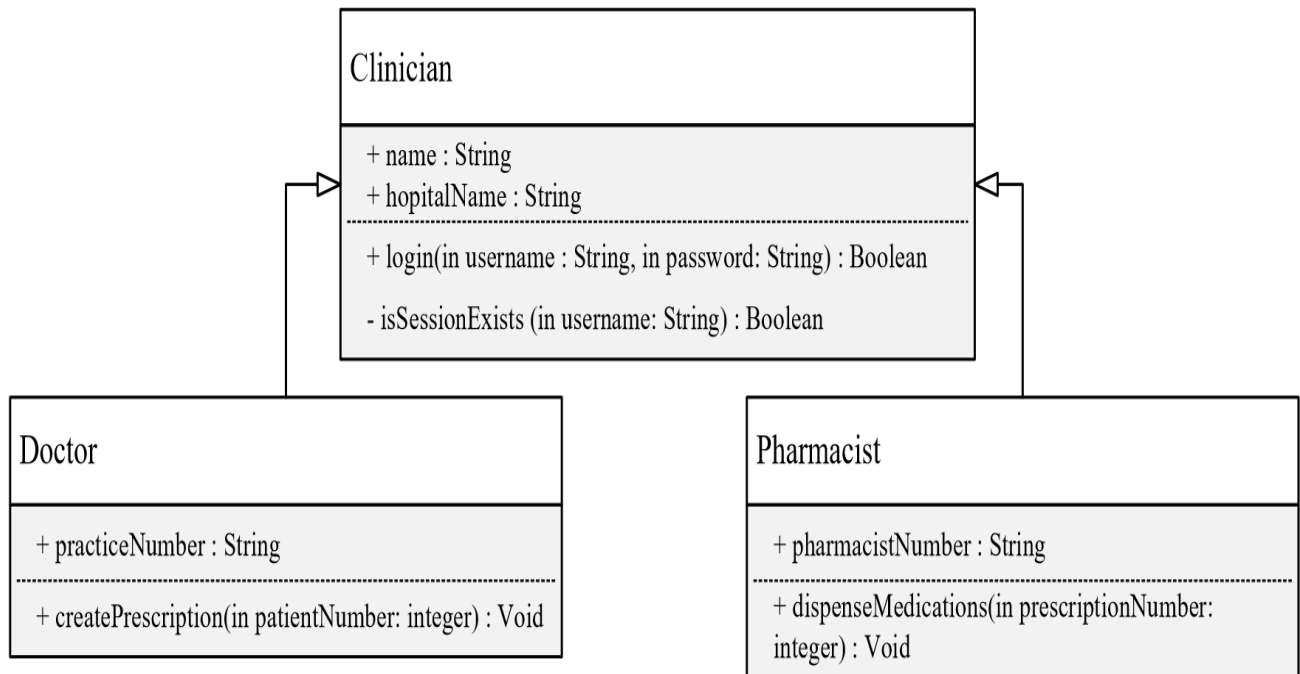 Clinician
+ name : String
+ hopitalName : String
+ login(in username : String, in password: String) : Boolean
- isSessionExists (in username: String) : Boolean
Doctor
+ practiceNumber : String
+ createPrescription(in patientNumber: integer) : Void
Pharmacist
+ pharmacistNumber : String
+ dispenseMedications(in prescriptionNumber:
integer) : Void